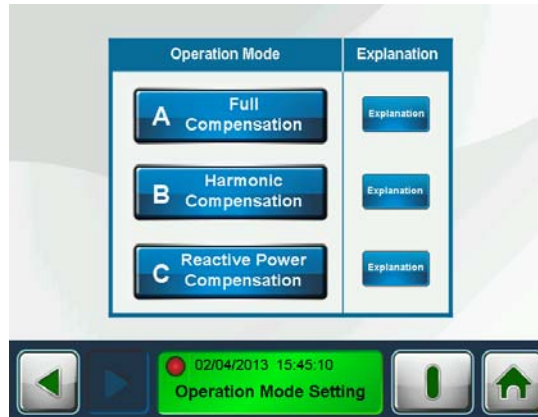 Operation Mode
Explanation
A Full Compensation
Explanation
B Harmonic Compensation
Explanation
C Reactive Power Compensation
Explanation
02/04/2013 15:45:10
Operation Mode Setting